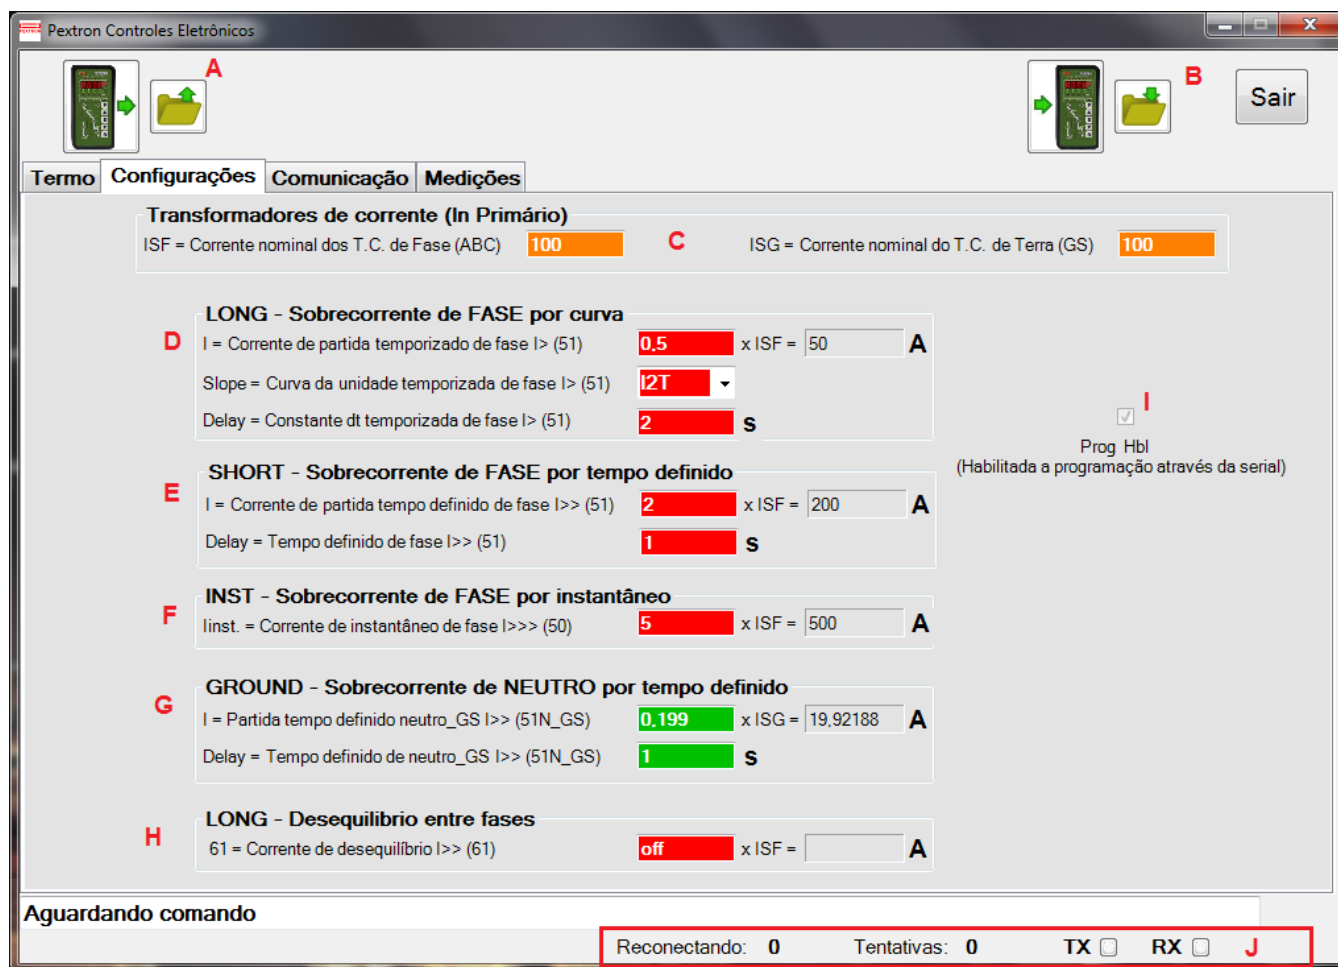 Pextron Controles Eletrônicos
A
B
Sair
Termo Configurações Comunicação Medições
Transformadores de corrente (In Primário)
ISF = Corrente nominal dos T.C. de Fase (ABC) 100 C ISG = Corrente nominal do T.C. de Terra (GS) 100
LONG - Sobrecorrente de FASE por curva
D I = Corrente de partida temporizado de fase I> (51) 0,5 x ISF = 50 A
Slope = Curva da unidade temporizada de fase I> (51) I2T
Delay = Constante dt temporizada de fase I> (51) 2 s
I
Prog Hbl
(Habilitada a programação através da serial)
SHORT - Sobrecorrente de FASE por tempo definido
E I = Corrente de partida tempo definido de fase I>> (51) 2 x ISF = 200 A
Delay = Tempo definido de fase I>> (51) 1 s
INST - Sobrecorrente de FASE por instantâneo
F Iinst. = Corrente de instantâneo de fase I>>> (50) 5 x ISF = 500 A
GROUND - Sobrecorrente de NEUTRO por tempo definido
G I = Partida tempo definido neutro_GS I>> (51N_GS) 0,199 x ISG = 19,92188 A
Delay = Tempo definido de neutro_GS I>> (51N_GS) 1 s
LONG - Desequilibrio entre fases
H 61 = Corrente de desequilíbrio I>> (61) off x ISF = A
Aguardando comando
Reconectando: 0 Tentativas: 0 TX RX J